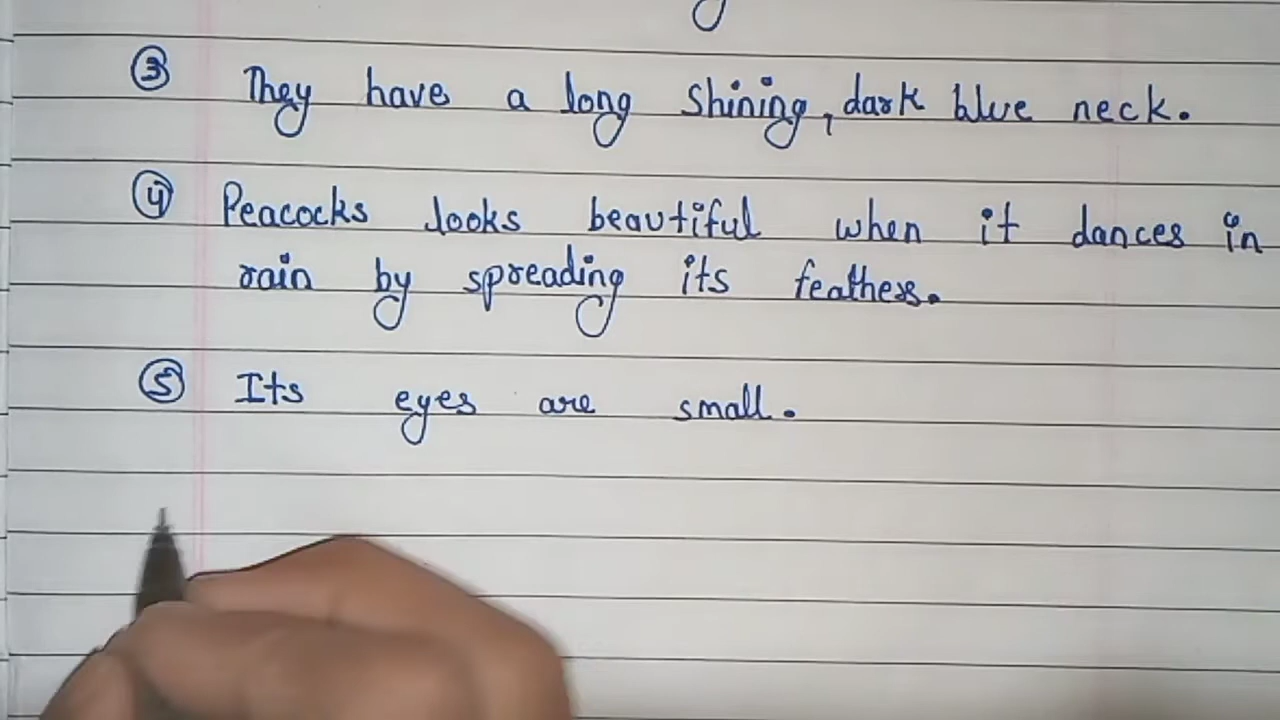 ③ They have a long shining, dark blue neck.
④ Peacocks looks beautiful when it dances in
rain by spreading its feathers.
⑤ Its eyes are small.